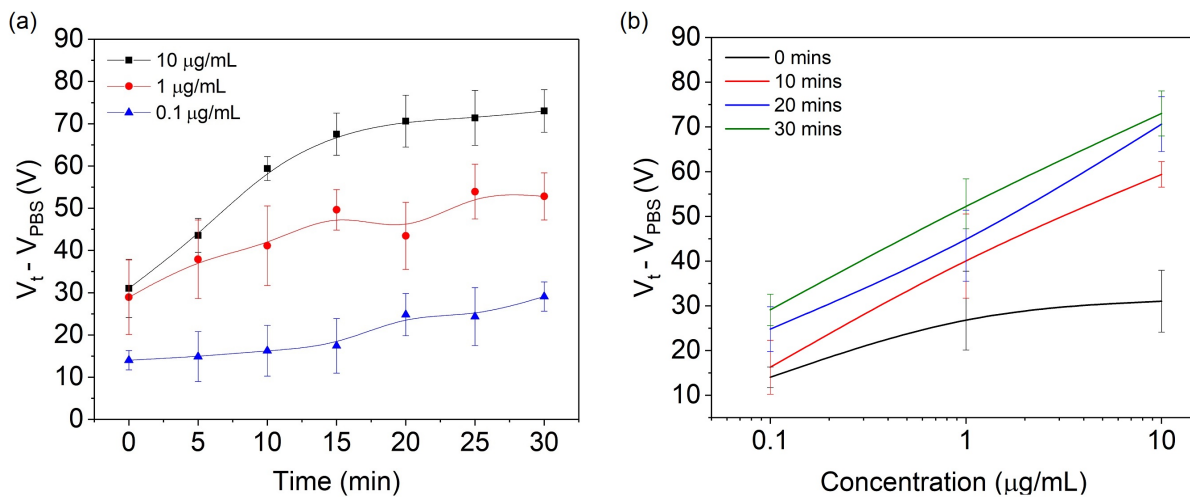 (a)
90
80
70
60
50
40
30
20
10
0
V_t - V_PBS (V)
10 μg/mL
1 μg/mL
0.1 μg/mL
0 5 10 15 20 25 30
Time (min)
(b)
90
80
70
60
50
40
30
20
10
V_t - V_PBS (V)
0 mins
10 mins
20 mins
30 mins
0.1 1 10
Concentration (μg/mL)